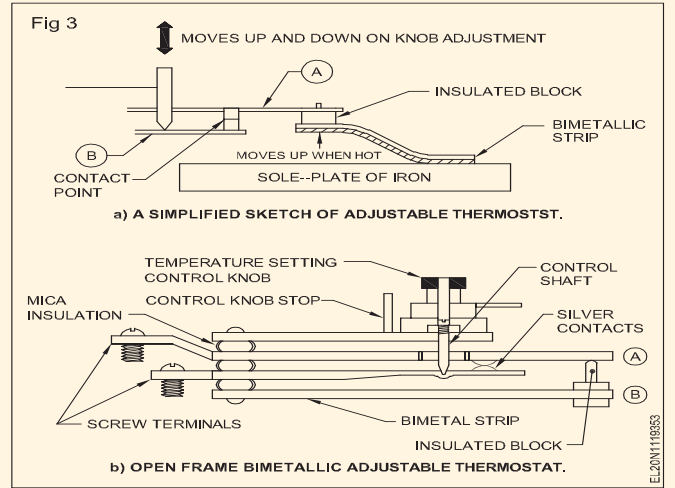 Fig 3
MOVES UP AND DOWN ON KNOB ADJUSTMENT
A
INSULATED BLOCK
BIMETALLIC
STRIP
B
MOVES UP WHEN HOT
CONTACT
POINT
SOLE--PLATE OF IRON
a) A SIMPLIFIED SKETCH OF ADJUSTABLE THERMOSTST.
TEMPERATURE SETTING
CONTROL KNOB
CONTROL
SHAFT
MICA
INSULATION
CONTROL KNOB STOP
SILVER
CONTACTS
A
B
SCREW TERMINALS
BIMETAL STRIP
INSULATED BLOCK
b) OPEN FRAME BIMETALLIC ADJUSTABLE THERMOSTAT.
EL20N1119353